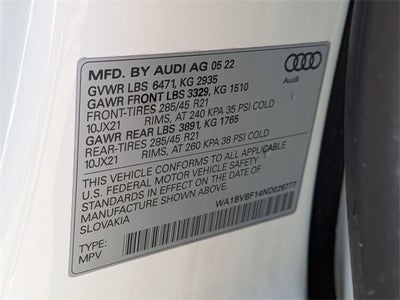 MFD. BY AUDI AG 05 22
GVWR LBS 6471, KG 2935
GAWR FRONT LBS 3329, KG 1510
FRONT-TIRES 285/45 R21
10JX21 RIMS, AT 240 KPA 35 PSI COLD
GAWR REAR LBS 3891, KG 1765
REAR-TIRES 285/45 R21
10JX21 RIMS, AT 260 KPA 38 PSI COLD
THIS VEHICLE CONFORMS TO ALL APPLICABLE
U.S. FEDERAL MOTOR VEHICLE SAFETY
STANDARDS IN EFFECT ON THE DATE OF
MANUFACTURE SHOWN ABOVE.
SLOVAKIA WA1BVBF14ND026777
TYPE:
MPV
Audi